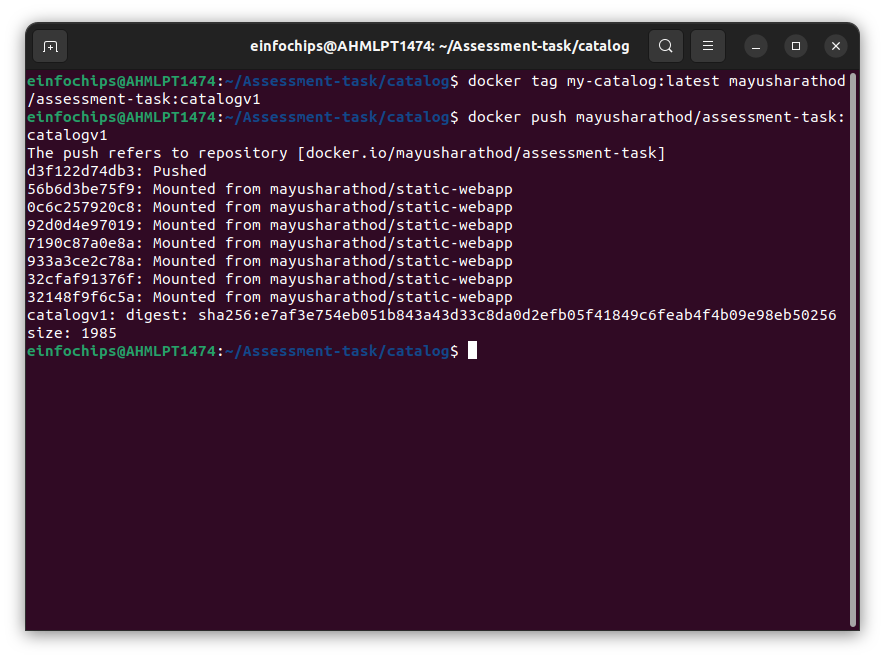 einfochips@AHMLPT1474: ~/Assessment-task/catalog
einfochips@AHMLPT1474:~/Assessment-task/catalog$ docker tag my-catalog:latest mayusharathod
/assessment-task:catalogv1
einfochips@AHMLPT1474:~/Assessment-task/catalog$ docker push mayusharathod/assessment-task:
catalogv1
The push refers to repository [docker.io/mayusharathod/assessment-task]
d3f122d74db3: Pushed
56b6d3be75f9: Mounted from mayusharathod/static-webapp
0c6c257920c8: Mounted from mayusharathod/static-webapp
92d0d4e97019: Mounted from mayusharathod/static-webapp
7190c87a0e8a: Mounted from mayusharathod/static-webapp
933a3ce2c78a: Mounted from mayusharathod/static-webapp
32cfaf91376f: Mounted from mayusharathod/static-webapp
32148f9f6c5a: Mounted from mayusharathod/static-webapp
catalogv1: digest: sha256:e7af3e754eb051b843a43d33c8da0d2efb05f41849c6feab4f4b09e98eb50256
size: 1985
einfochips@AHMLPT1474:~/Assessment-task/catalog$